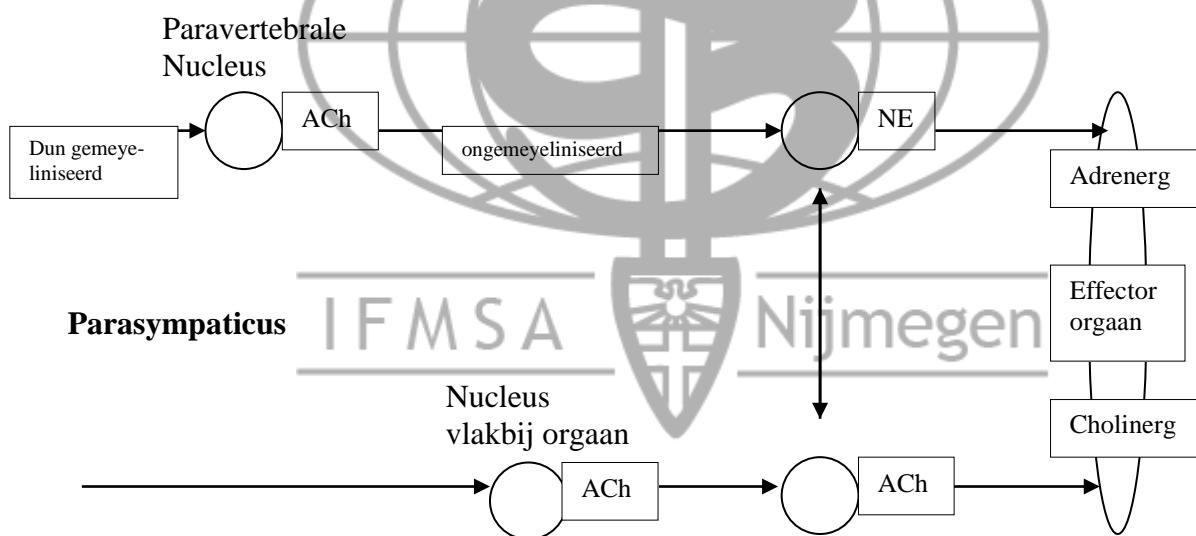 Paravertebrale
Nucleus
ACh
NE
Dun gemeye-
liniseerd
ongemeyeliniseerd
Adrenerg
Effector
orgaan
Parasympaticus
IFMSA
Nijmegen
Nucleus
vlakbij orgaan
Cholinerg
ACh
ACh